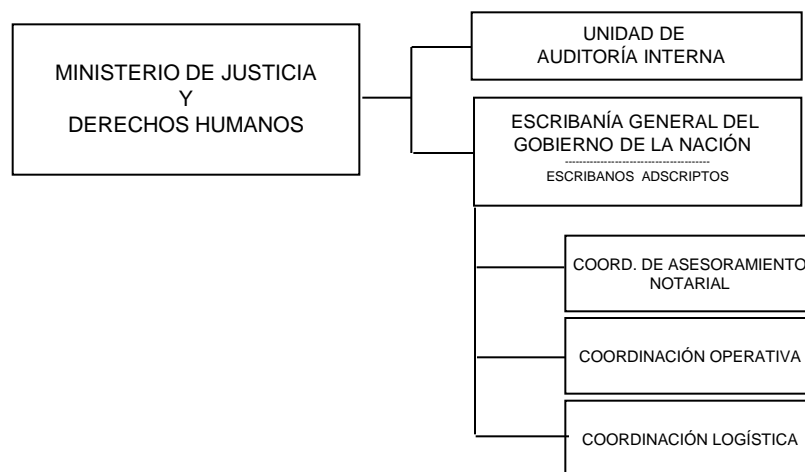 MINISTERIO DE JUSTICIA
Y
DERECHOS HUMANOS
UNIDAD DE
AUDITORÍA INTERNA
ESCRIBANÍA GENERAL DEL
GOBIERNO DE LA NACIÓN
ESCRIBANOS ADSCRIPTOS
COORD. DE ASESORAMIENTO
NOTARIAL
COORDINACIÓN OPERATIVA
COORDINACIÓN LOGÍSTICA